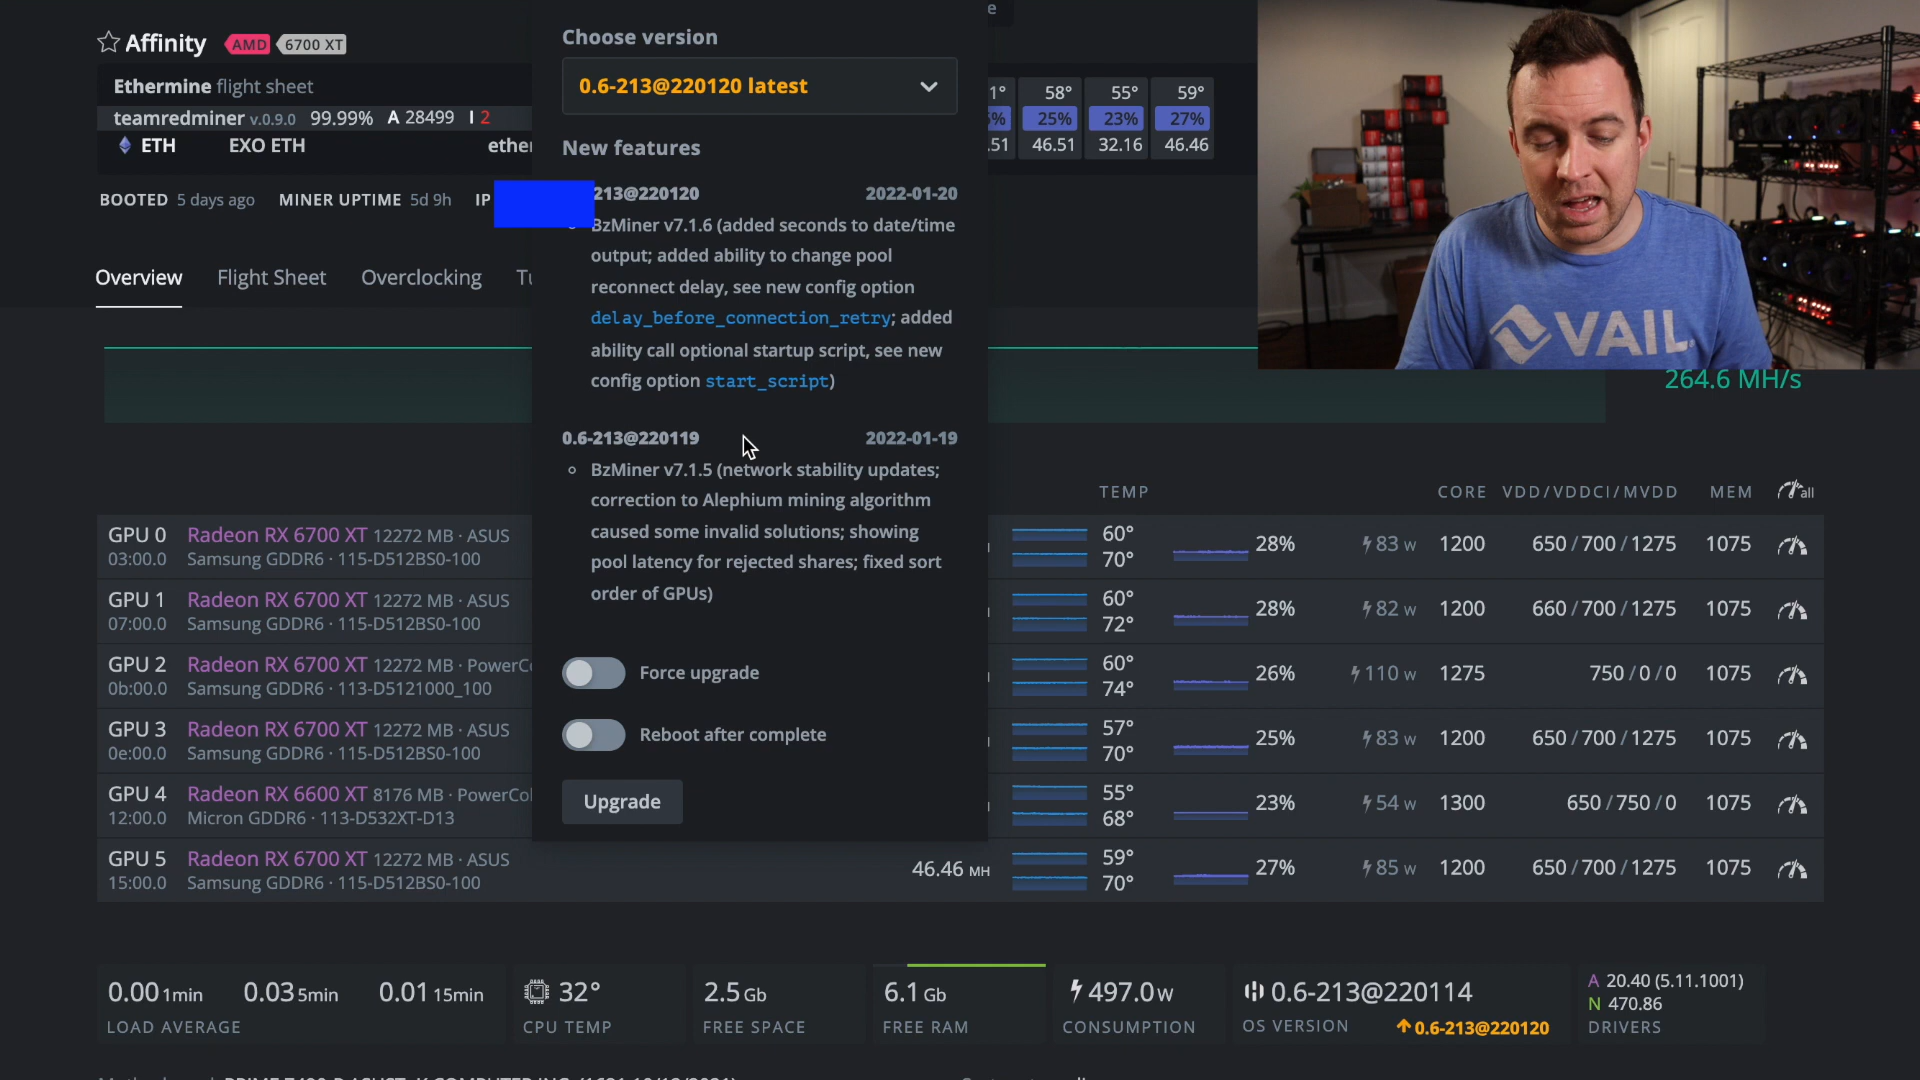 Affinity AMD 6700 XT
Ethermine flight sheet
teamredminer v.0.9.0 99.99% A 28499 I 2
ETH EXO ETH
BOOTED 5 days ago MINER UPTIME 5d 9h IP
Overview Flight Sheet Overclocking
Choose version
0.6-213@220120 latest
New features
213@220120 2022-01-20
BzMiner v7.1.6 (added seconds to date/time
output; added ability to change pool
reconnect delay, see new config option
delay_before_connection_retry; added
ability call optional startup script, see new
config option start_script)
0.6-213@220119 2022-01-19
BzMiner v7.1.5 (network stability updates;
correction to Alephium mining algorithm
caused some invalid solutions; showing
pool latency for rejected shares; fixed sort
order of GPUs)
Force upgrade
Reboot after complete
Upgrade
58° 55° 59°
25% 23% 27%
.51 46.51 32.16 46.46
VAIL
264.6 MH/s
TEMP CORE VDD/VDDCI/MVDD MEM all
GPU 0 Radeon RX 6700 XT 12272 MB · ASUS
03:00.0 Samsung GDDR6 · 115-D512BS0-100
60° 70° 28% 83 w 1200 650/700/1275 1075
GPU 1 Radeon RX 6700 XT 12272 MB · ASUS
07:00.0 Samsung GDDR6 · 115-D512BS0-100
60° 72° 28% 82 w 1200 660/700/1275 1075
GPU 2 Radeon RX 6700 XT 12272 MB · PowerCo
0b:00.0 Samsung GDDR6 · 113-D5121000_100
60° 74° 26% 110 w 1275 750/0/0 1075
GPU 3 Radeon RX 6700 XT 12272 MB · ASUS
0e:00.0 Samsung GDDR6 · 115-D512BS0-100
57° 70° 25% 83 w 1200 650/700/1275 1075
GPU 4 Radeon RX 6600 XT 8176 MB · PowerCol
12:00.0 Micron GDDR6 · 113-D532XT-D13
55° 68° 23% 54 w 1300 650/750/0 1075
GPU 5 Radeon RX 6700 XT 12272 MB · ASUS
15:00.0 Samsung GDDR6 · 115-D512BS0-100
46.46 MH 59° 70° 27% 85 w 1200 650/700/1275 1075
0.00 1min 0.03 5min 0.01 15min
LOAD AVERAGE
32°
CPU TEMP
2.5 Gb
FREE SPACE
6.1 Gb
FREE RAM
497.0 w
CONSUMPTION
0.6-213@220114
OS VERSION 0.6-213@220120
A 20.40 (5.11.1001)
N 470.86
DRIVERS